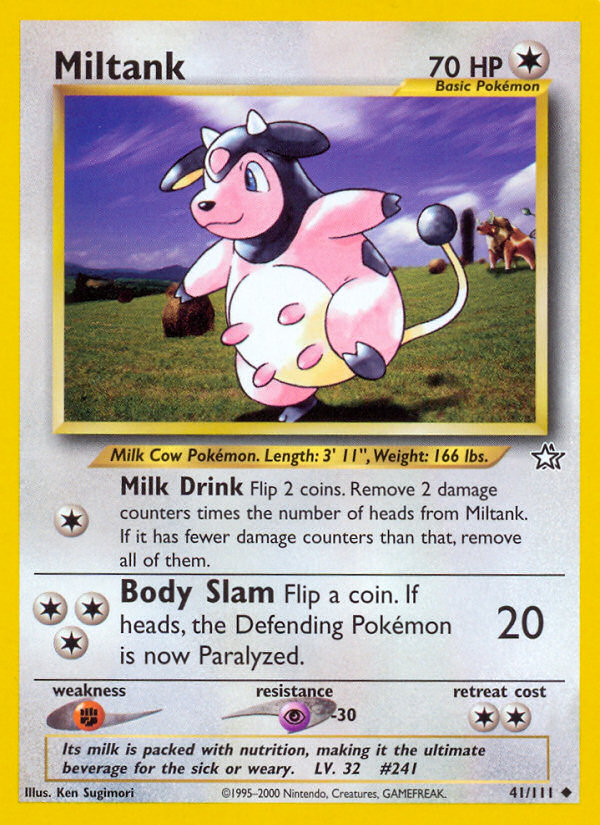 Miltank
70 HP
Basic Pokémon
Milk Cow Pokémon. Length: 3' 11", Weight: 166 lbs.
Milk Drink Flip 2 coins. Remove 2 damage
counters times the number of heads from Miltank.
If it has fewer damage counters than that, remove
all of them.
Body Slam Flip a coin. If
heads, the Defending Pokémon
is now Paralyzed.
20
weakness
resistance
retreat cost
-30
Its milk is packed with nutrition, making it the ultimate
beverage for the sick or weary. LV. 32 #241
Illus. Ken Sugimori
©1995-2000 Nintendo, Creatures, GAMEFREAK.
41/111